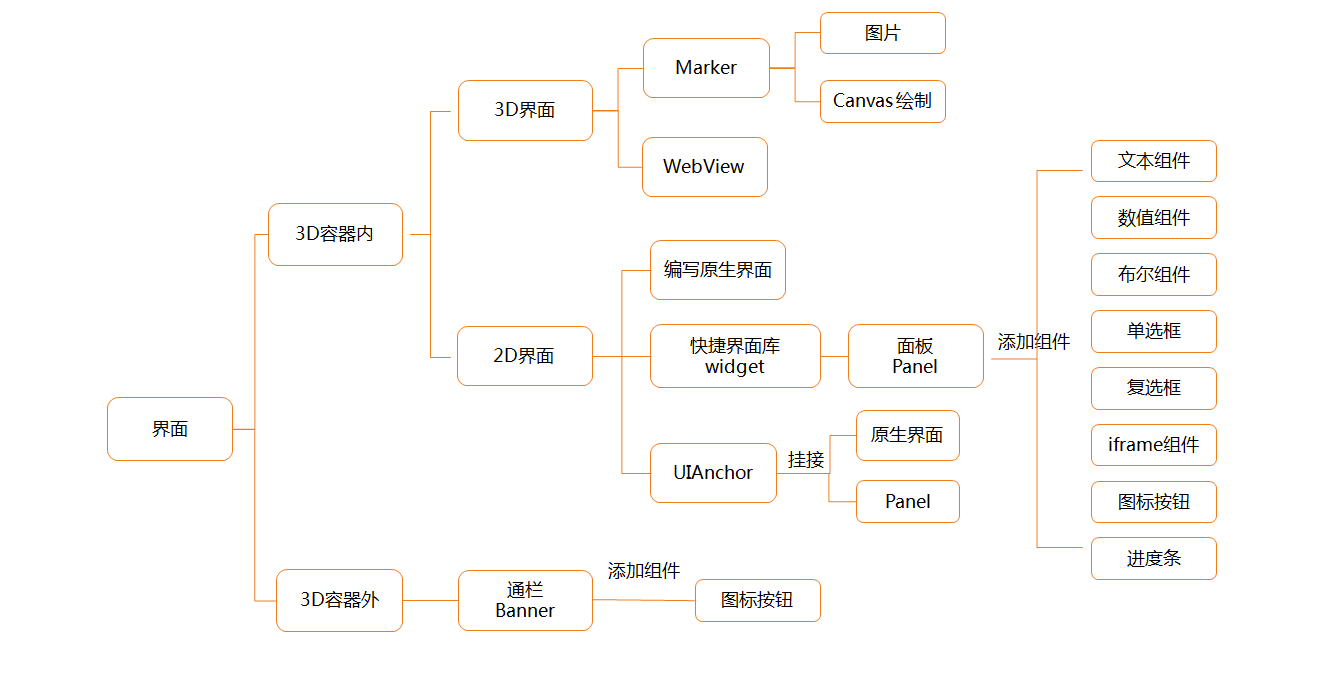 界面
3D容器内
3D界面
Marker
图片
Canvas绘制
WebView
2D界面
编写原生界面
快捷界面库
widget
面板
Panel
添加组件
文本组件
数值组件
布尔组件
单选框
复选框
iframe组件
图标按钮
进度条
UIAnchor
挂接
原生界面
Panel
3D容器外
通栏
Banner
添加组件
图标按钮